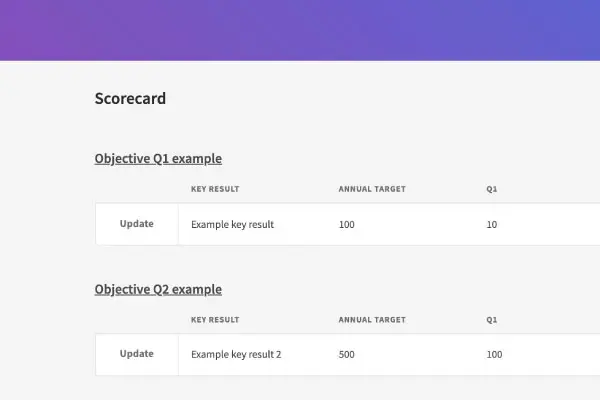 Scorecard
Objective Q1 example
KEY RESULT ANNUAL TARGET Q1
Update Example key result 100 10
Objective Q2 example
KEY RESULT ANNUAL TARGET Q1
Update Example key result 2 500 100